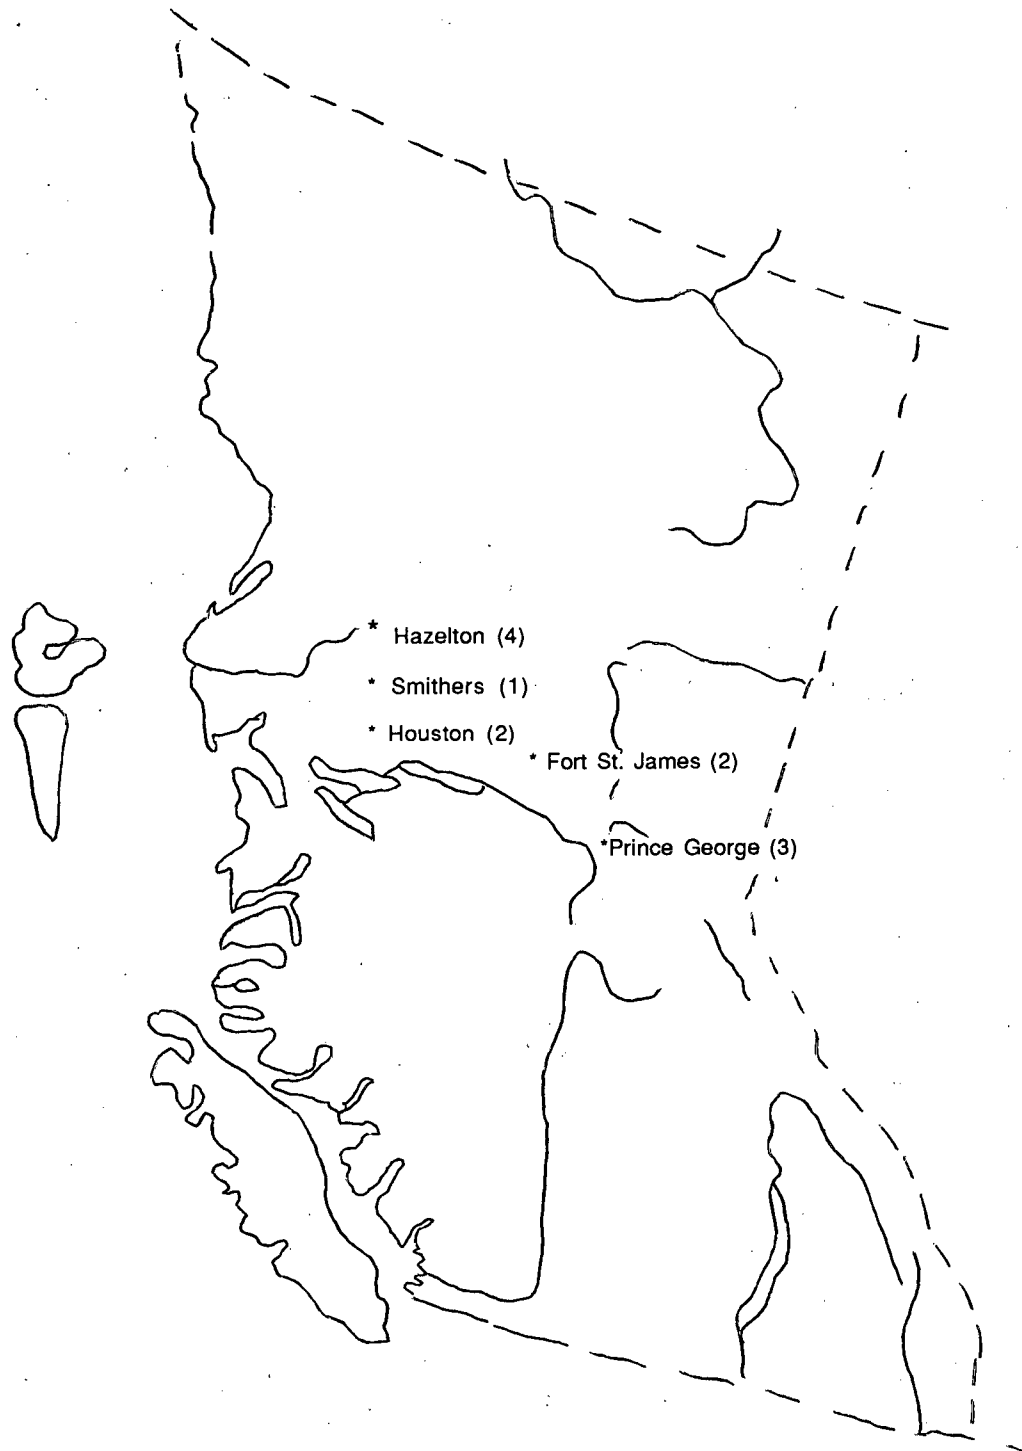 * Hazelton (4)
* Smithers (1)
* Houston (2)
* Fort St. James (2)
*Prince George (3)